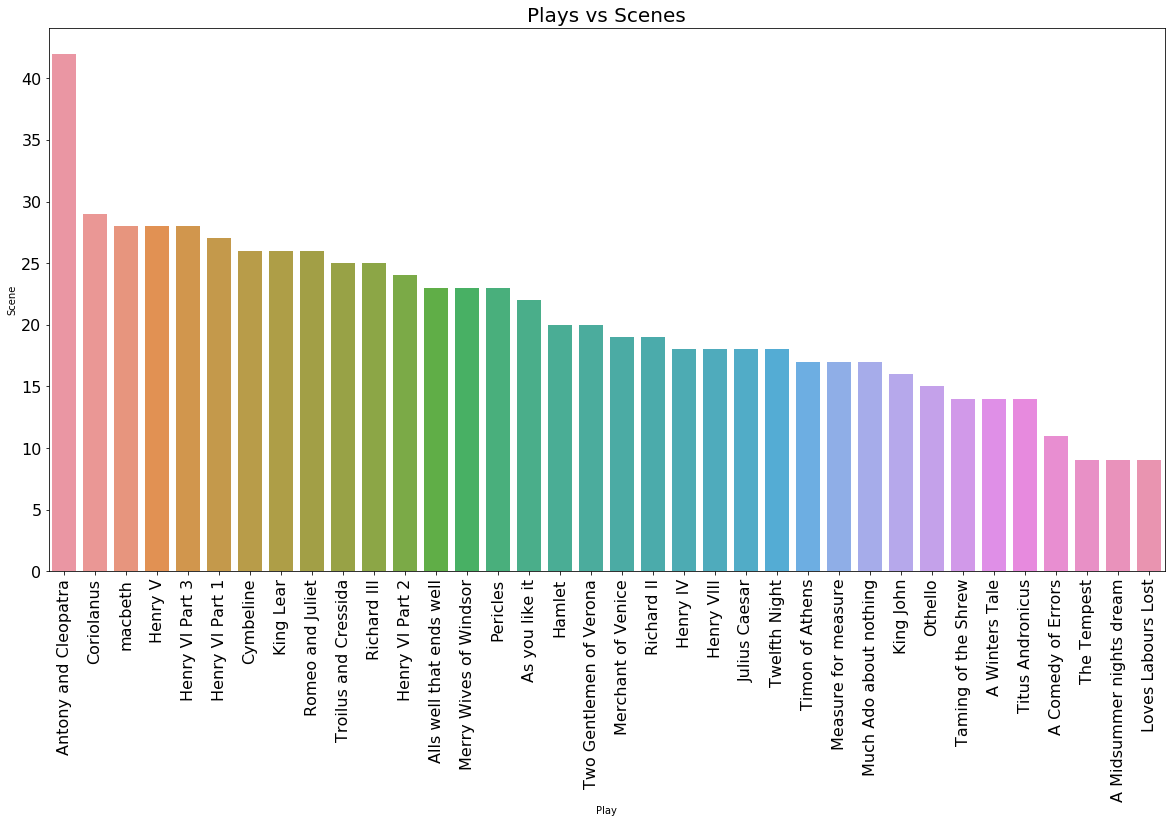 Plays vs Scenes
40
35
30
25
20
15
10
5
0
Scene
Antony and Cleopatra
Coriolanus
macbeth
Henry V
Henry VI Part 3
Henry VI Part 1
Cymbeline
King Lear
Romeo and Juliet
Troilus and Cressida
Richard III
Henry VI Part 2
Alls well that ends well
Merry Wives of Windsor
Pericles
As you like it
Hamlet
Two Gentlemen of Verona
Merchant of Venice
Richard II
Henry IV
Henry VIII
Julius Caesar
Twelfth Night
Timon of Athens
Measure for measure
Much Ado about nothing
King John
Othello
Taming of the Shrew
A Winters Tale
Titus Andronicus
A Comedy of Errors
The Tempest
A Midsummer nights dream
Loves Labours Lost
Play